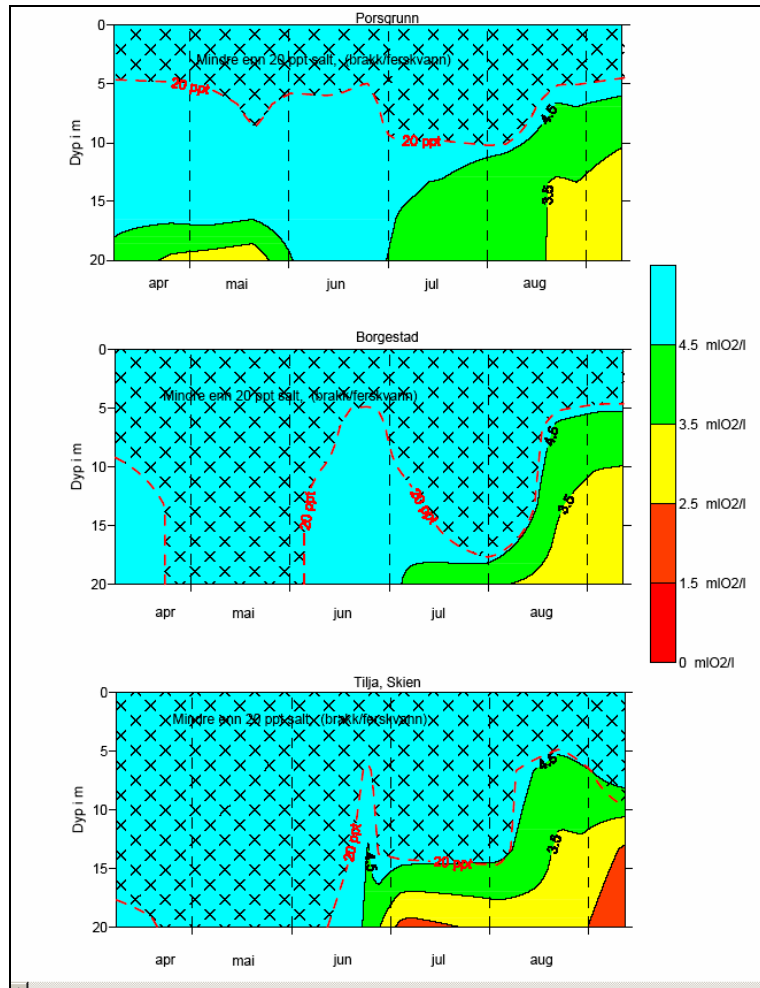 Porsgrunn
Mindre enn 20 ppt salt, (brakk/ferskvann)
20 ppt
20 ppt
4.5
3.5
Dyp i m
0
5
10
15
20
apr mai jun jul aug
Borgestad
Mindre enn 20 ppt salt, (brakk/ferskvann)
20 ppt
20 ppt
4.5
3.5
Dyp i m
0
5
10
15
20
apr mai jun jul aug
4.5 mlO2/l
3.5 mlO2/l
2.5 mlO2/l
1.5 mlO2/l
0 mlO2/l
Tilja, Skien
Mindre enn 20 ppt salt, (brakk/ferskvann)
20 ppt
4.5
20 ppt
4.5
3.5
Dyp i m
0
5
10
15
20
apr mai jun jul aug